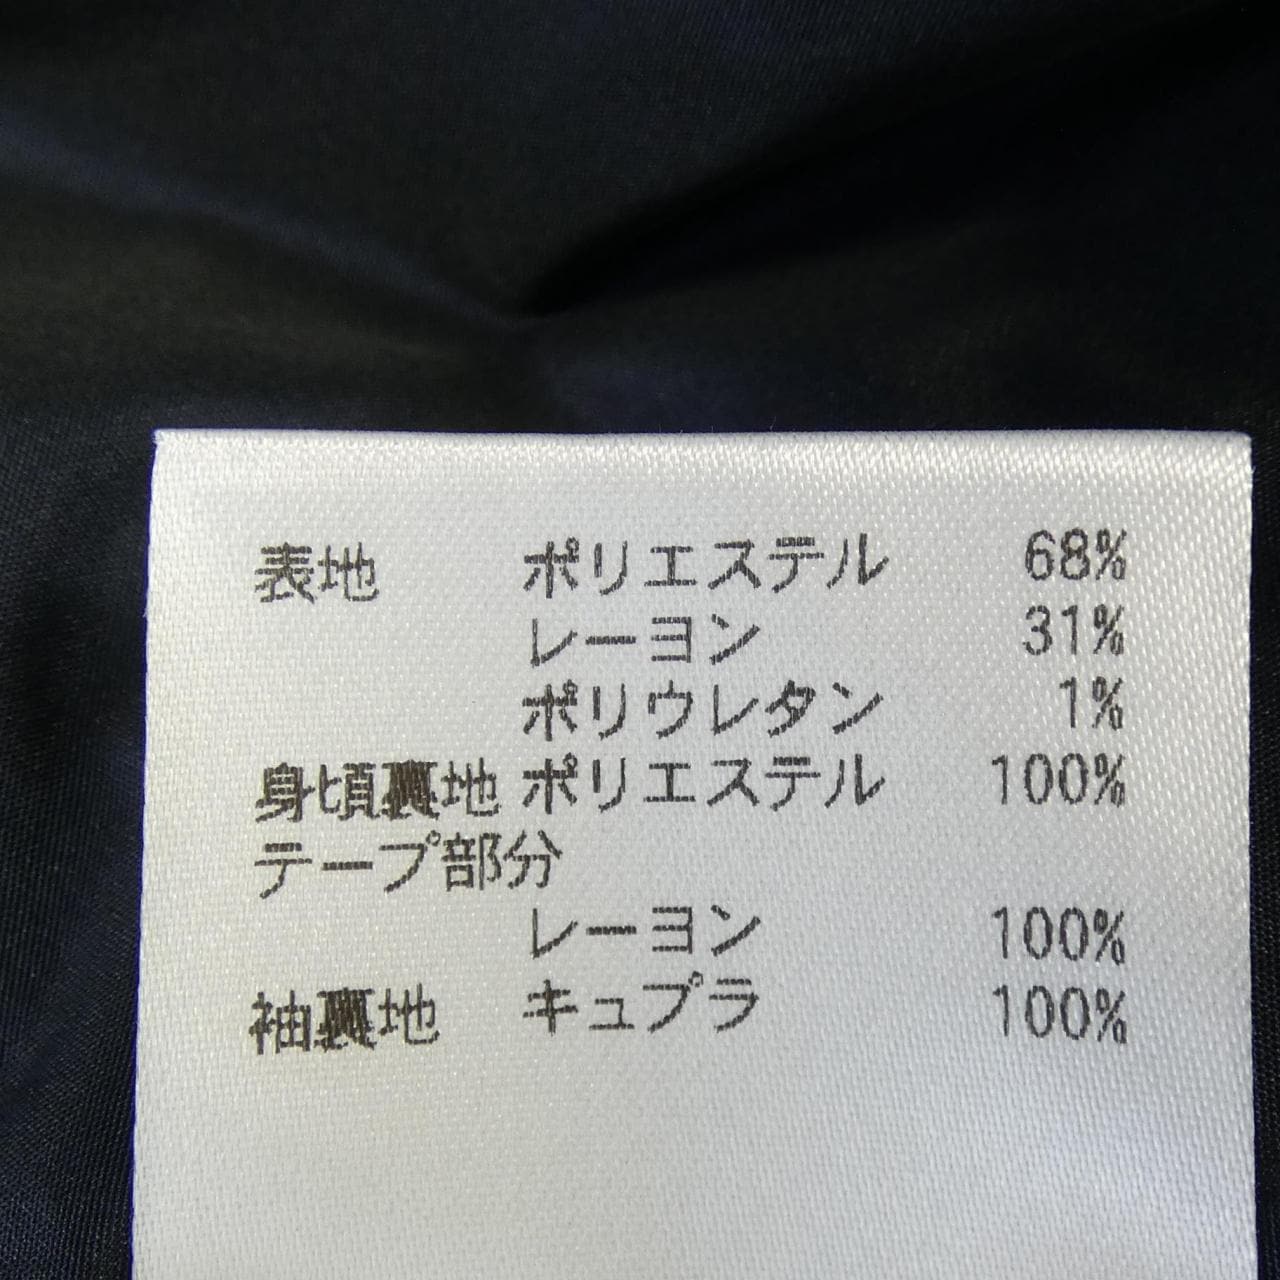 表地 ポリエステル 68%
レーヨン 31%
ポリウレタン 1%
身頃裏地 ポリエステル 100%
テープ部分
レーヨン 100%
袖裏地 キュプラ 100%